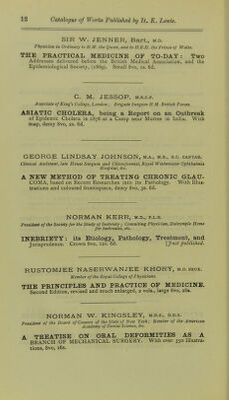 12 Catalogue of Works Published by H. K. Lewis.
SIR W. JENNER, Bart., M.D.
Physician in Ordinary to H.M. the Queen, and to H.R.H. the Prince of Wales.
THE PRACTICAL MEDICINE OF TO-DAY: Two
Addresses delivered before the British Medical Association, and the
Epidemiological Society, (1869). Small 8vo, 1s. 6d.
C. M. JESSOP, M.R.C.P.
Associate of King's College, London; Brigade Surgeon H.M. British Forces.
ASIATIC CHOLERA, being a Report on an Outbreak
of Epidemic Cholera in 1876 at a Camp near Murree in India. With
map, demy 8vo, 2s. 6d.
GEORGE LINDSAY JOHNSON, M.A., M.B., B.C. CANTAB.
Clinical Assistant, late House Surgeon and Chloroformist, Royal Westminster Ophthalmic
Hospital, &c.
A NEW METHOD OF TREATING CHRONIC GLAU-
COMA, based on Recent Researches into its Pathology. With Illus-
trations and coloured frontispiece, demy 8vo, 3s. 6d.
NORMAN KERR, M.D., F.L.S.
President of the Society for the Study of Inebriety; Consulting Physician, Dalrymple Home
for Inebriates, etc.
INEBRIETY: its Etiology, Pathology, Treatment, and
Jurisprudence. Crown 8vo, 12s. 6d. [Just published.
RUSTOMJEE NASERWANJEE KHORY, M.D. BRUX.
Member of the Royal College of Physicians.
THE PRINCIPLES AND PRACTICE OF MEDICINE.
Second Edition, revised and much enlarged, 2 vols., large 8vo, 28s.
NORMAN W. KINGSLEY, M.D.S., D.D.S.
President of the Board of Censors of the State of New York; Member of the American
Academy of Dental Science, &c.
A TREATISE ON ORAL DEFORMITIES AS A
BRANCH OF MECHANICAL SURGERY. With over 350 Illustra-
tions, 8vo, 16s.